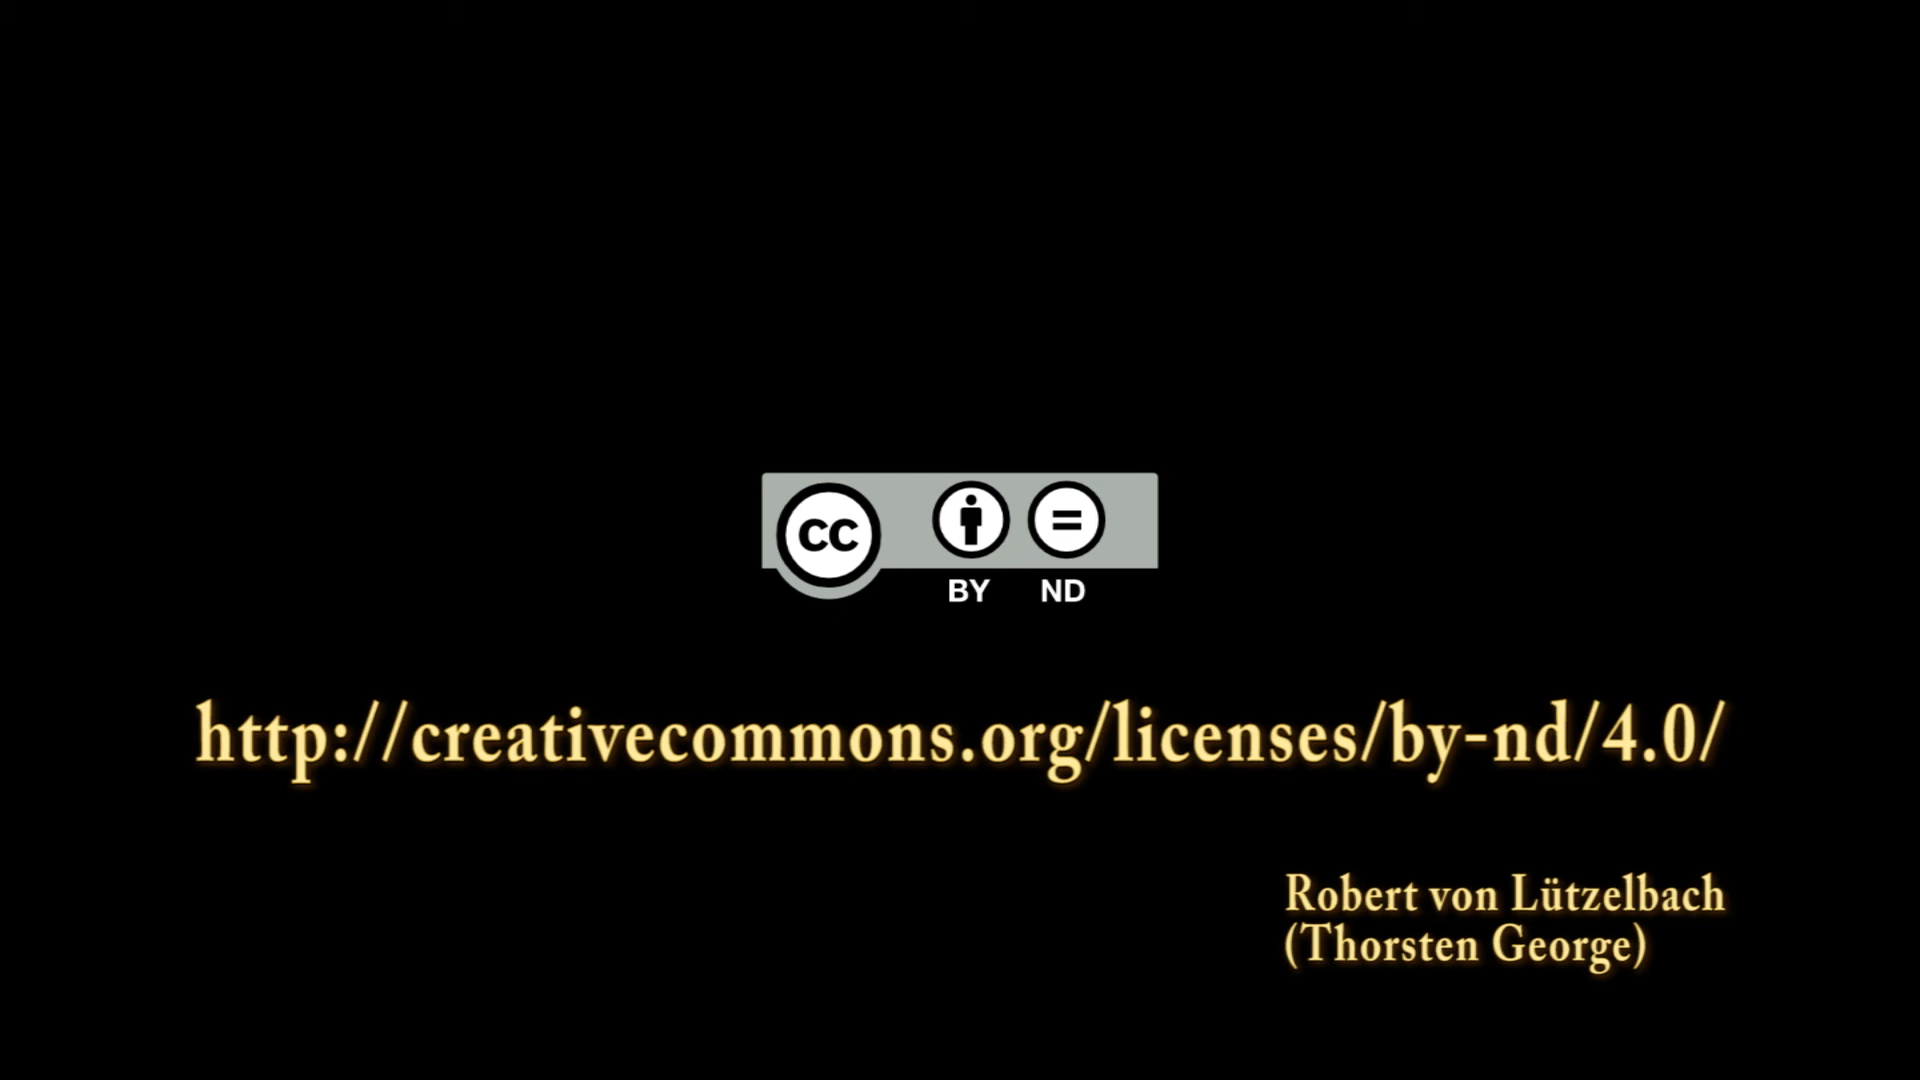 cc
BY ND
http://creativecommons.org/licenses/by-nd/4.0/
Robert von Lützelbach
(Thorsten George)